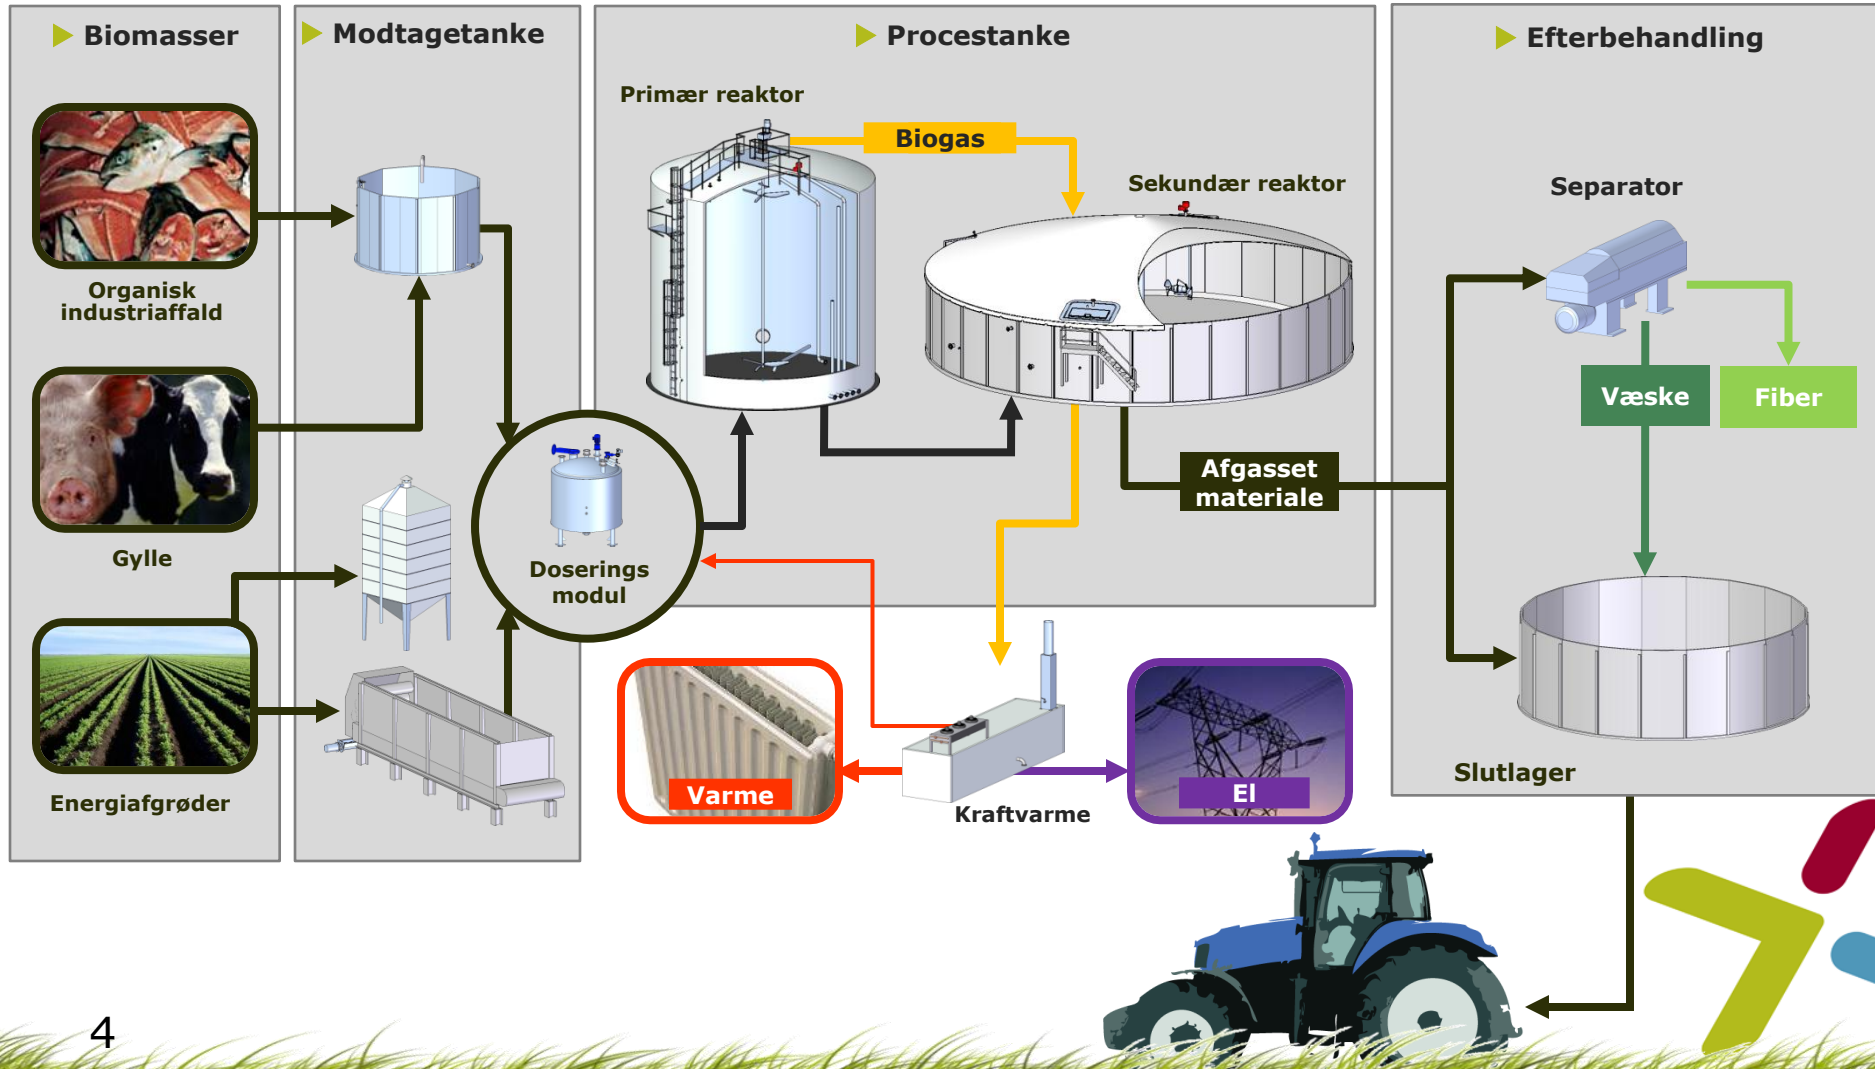 Biomasser
Modtagetanke
Procestanke
Efterbehandling
Primær reaktor
Biogas
Sekundær reaktor
Separator
Organisk
industriaffald
Væske
Fiber
Afgasset
materiale
Gylle
Doserings
modul
Energiafgrøder
Varme
Kraftvarme
El
Slutlager
4